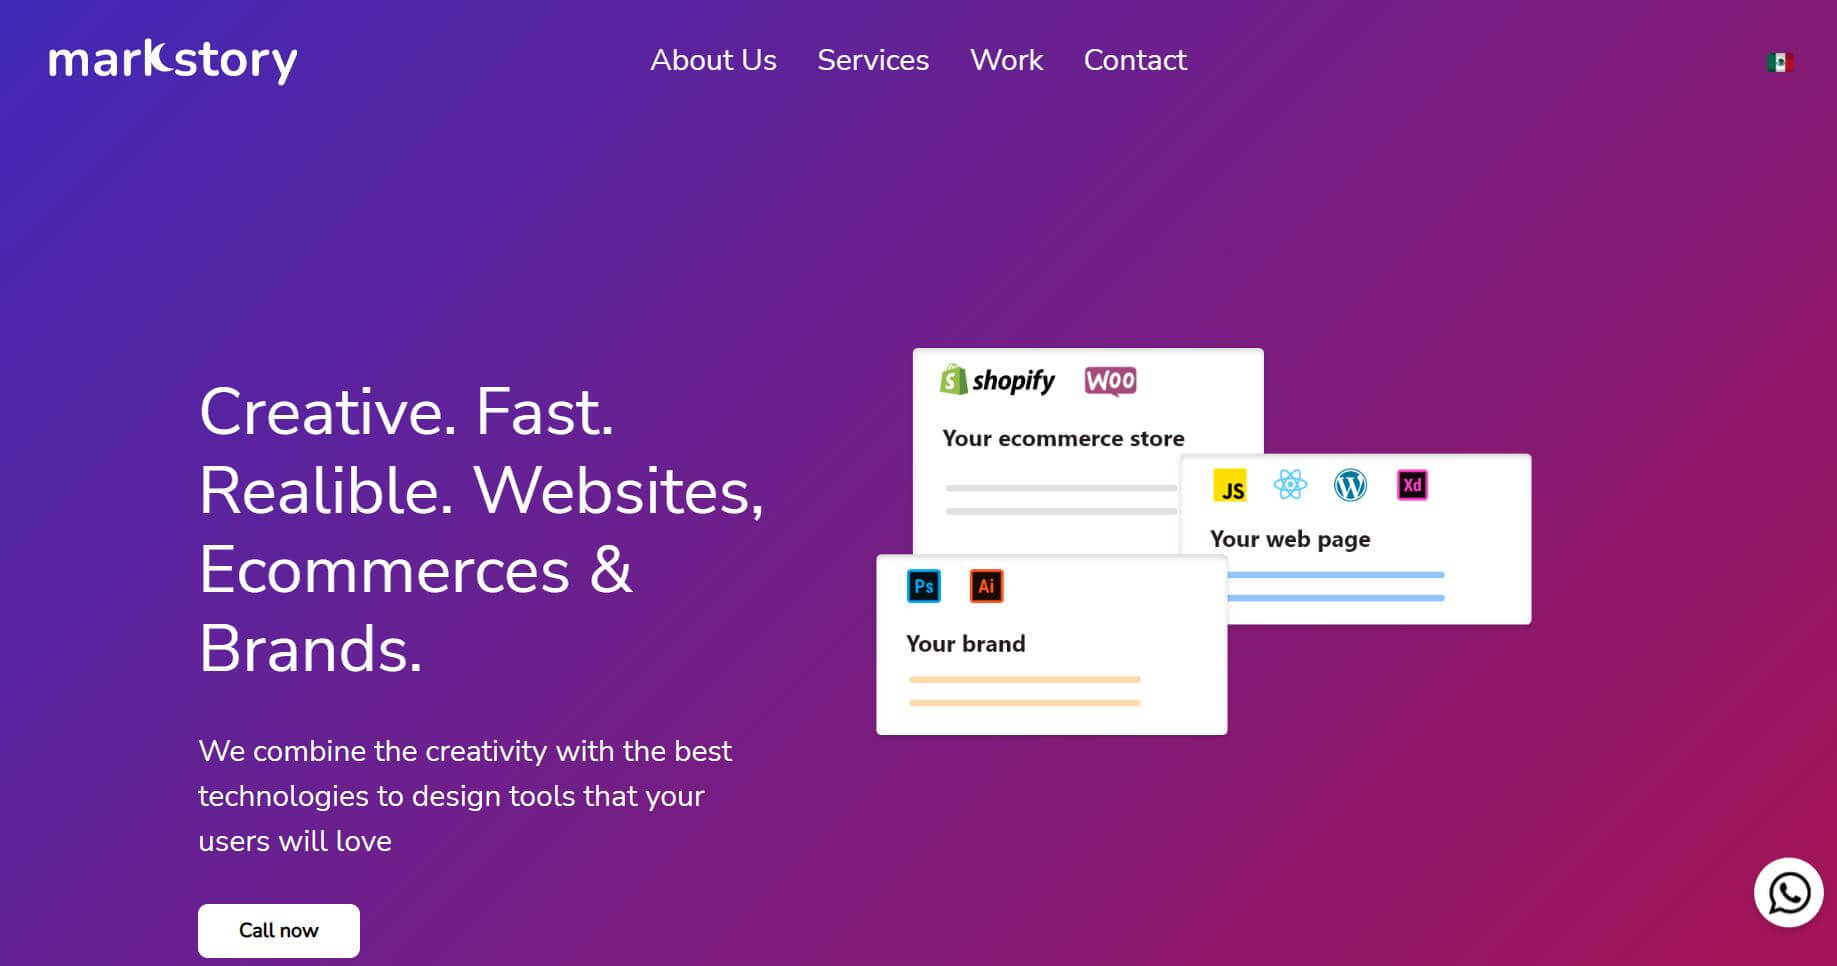 markstory
About Us
Services
Work
Contact
Creative. Fast.
Realible. Websites,
Ecommerces &
Brands.
We combine the creativity with the best
technologies to design tools that your
users will love
Call now
shopify
WOO
Your ecommerce store
JS
Xd
Your web page
Ps
Ai
Your brand